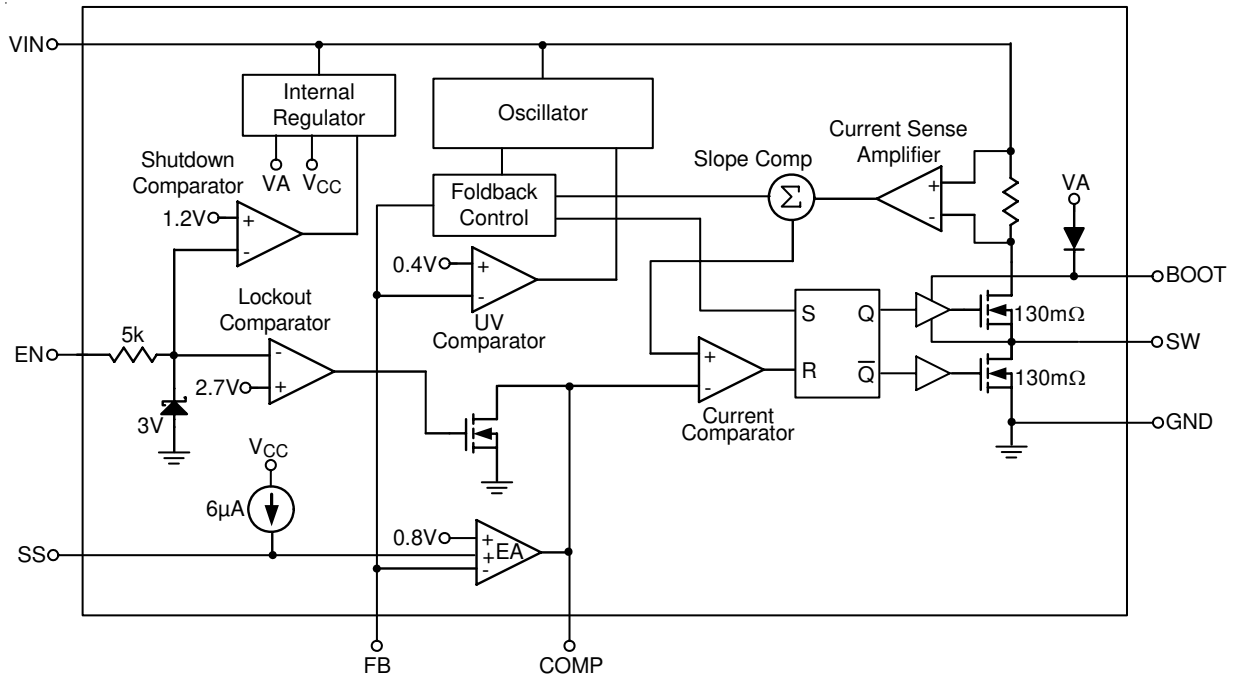 VIN
Internal
Regulator
Oscillator
Current Sense
Amplifier
Shutdown
Comparator
VA
VCC
Slope Comp
Foldback
Control
Σ
+
-
VA
1.2V
+
-
0.4V
+
-
UV
Comparator
BOOT
Lockout
Comparator
S
Q
130mΩ
EN
5k
-
+
2.7V
+
-
R
Q̅
SW
130mΩ
3V
Current
Comparator
GND
VCC
6µA
0.8V
+
+
-
EA
SS
FB
COMP